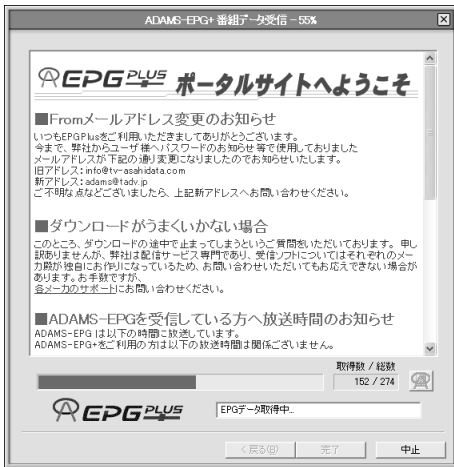 ADAMS-EPG+ 番組データ受信 - 55%
EPG PLUS ポータルサイトへようこそ
■Fromメールアドレス変更のお知らせ
いつもEPGPlusをご利用いただきましてありがとうございます。
今まで、弊社からユーザ様へパスワードのお知らせ等で使用しておりました
メールアドレスが下記の通り変更になりましたのでお知らせいたします。
旧アドレス：info@tv-asahidata.com
新アドレス：adams@tadv.jp
ご不明な点などございましたら、上記新アドレスへお問い合わせください。
■ダウンロードがうまくいかない場合
このところ、ダウンロードの途中で止まってしまうというご質問をいただいております。 申し
訳ありませんが、弊社は配信サービス専門であり、受信ソフトについてはそれぞれのメー
カ殿が独自にお作りになっているため、お問い合わせいただいてもお応えできない場合が
あります。お手数ですが、
各メーカのサポートにお問い合わせください。
■ADAMS-EPGを受信している方へ放送時間のお知らせ
ADAMS-EPG は以下の時間に放送しています。
ADAMS-EPG+をご利用の方は以下の放送時間は関係ございません。
取得数 / 総数
152 / 274
EPG PLUS
EPGデータ取得中...
< 戻る(B)
完了
中止